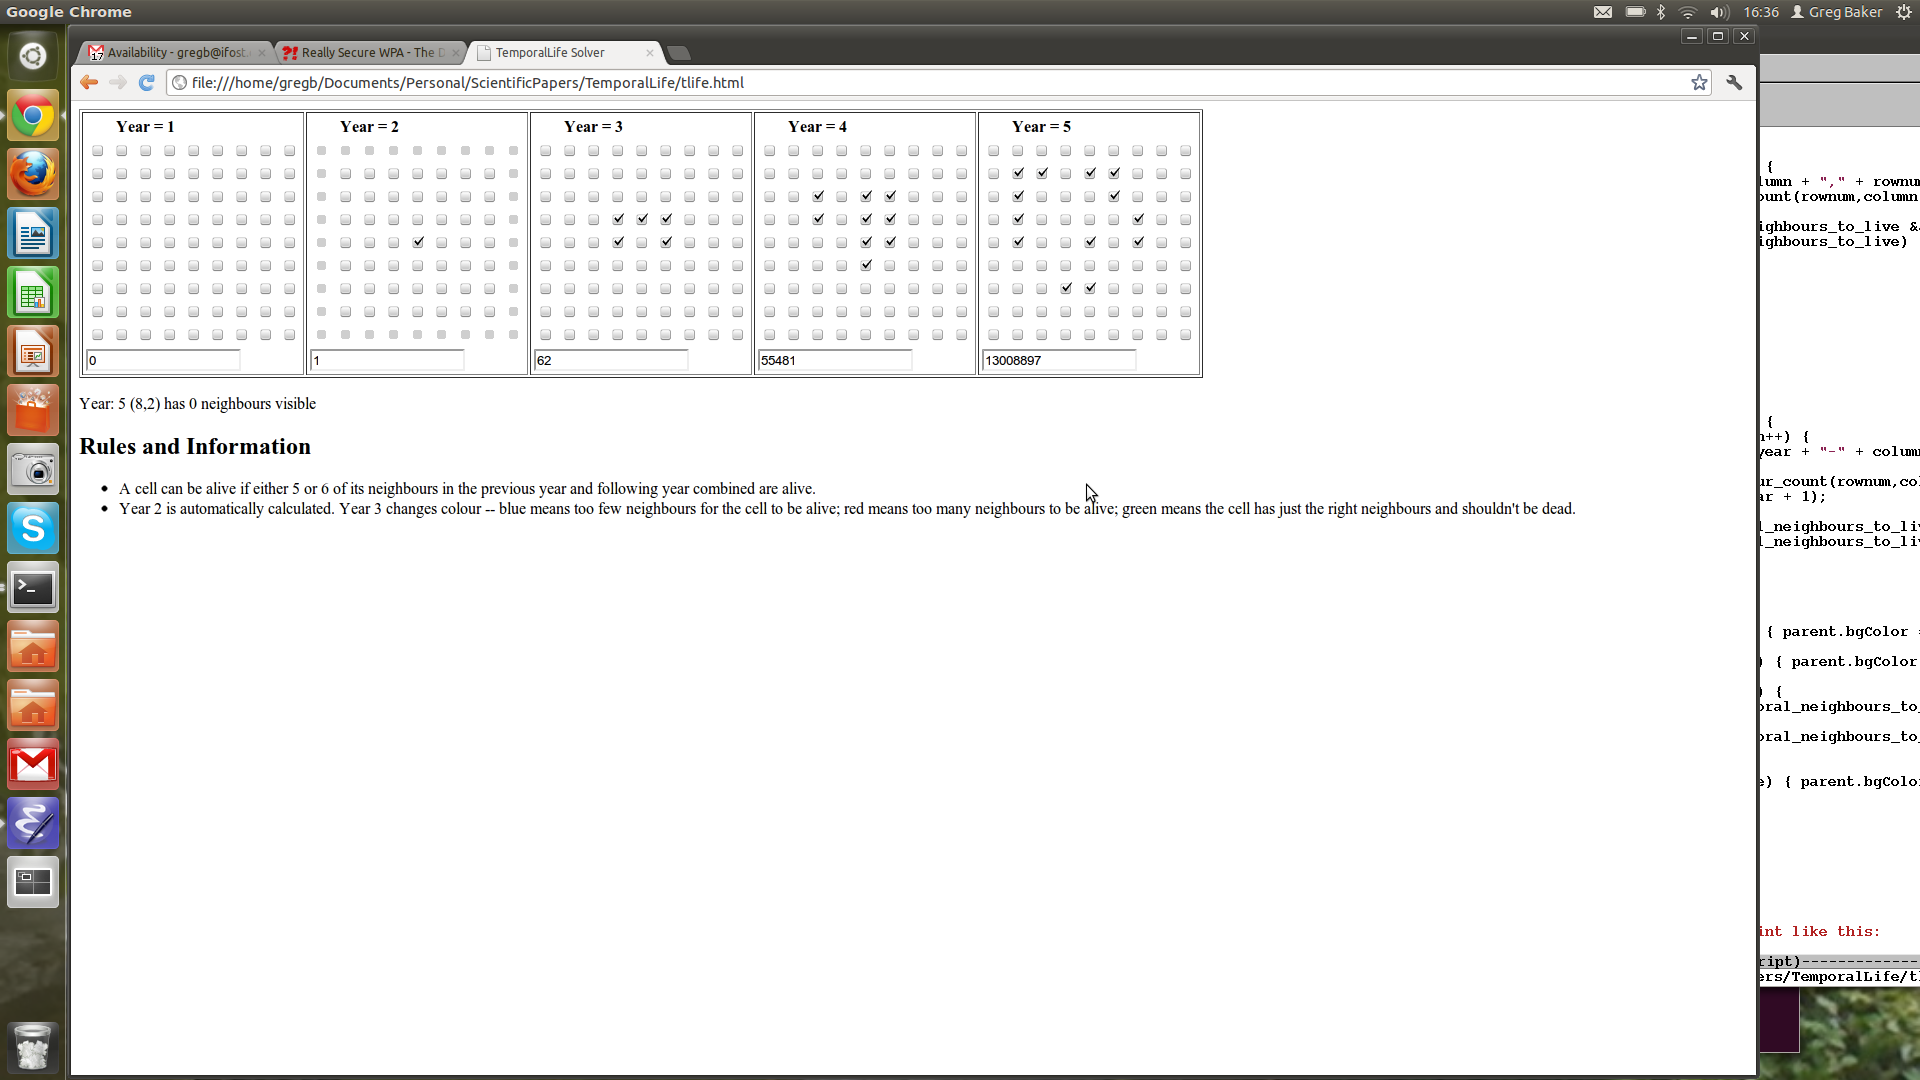 Google Chrome
16:36 Greg Baker
Availability - gregb@ifost.
Really Secure WPA - The D
TemporalLife Solver
file:///home/gregb/Documents/Personal/ScientificPapers/TemporalLife/tlife.html
Year = 1 Year = 2 Year = 3 Year = 4 Year = 5
0 1 62 55481 13008897
Year: 5 (8,2) has 0 neighbours visible
Rules and Information
A cell can be alive if either 5 or 6 of its neighbours in the previous year and following year combined are alive.
Year 2 is automatically calculated. Year 3 changes colour -- blue means too few neighbours for the cell to be alive; red means too many neighbours to be alive; green means the cell has just the right neighbours and shouldn't be dead.
{
lumn + "," + rownu
unt(rownum,column
ighbours_to_live &
ighbours_to_live)
{
++) {
year + "-" + colum
ur_count(rownum,co
ar + 1);
l_neighbours_to_li
l_neighbours_to_li
{ parent.bgColor =
) { parent.bgColor
) {
oral_neighbours_to_
oral_neighbours_to_
e) { parent.bgColo
int like this:
ript)-------------
ers/TemporalLife/t